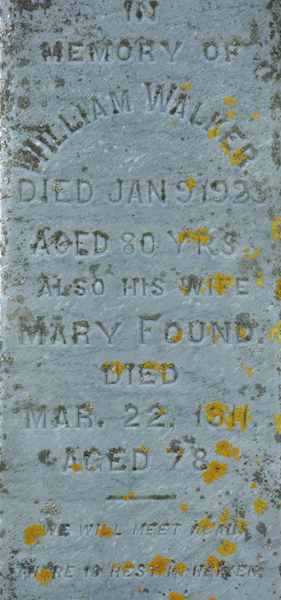 IN
MEMORY OF
WILLIAM WALKER.
DIED JAN 9, 1923
AGED 80 YRS.
ALSO HIS WIFE
MARY FOUND.
DIED
MAR. 22, 1911.
AGED 78
WE WILL MEET AGAIN
THERE IS REST IN HEAVEN.